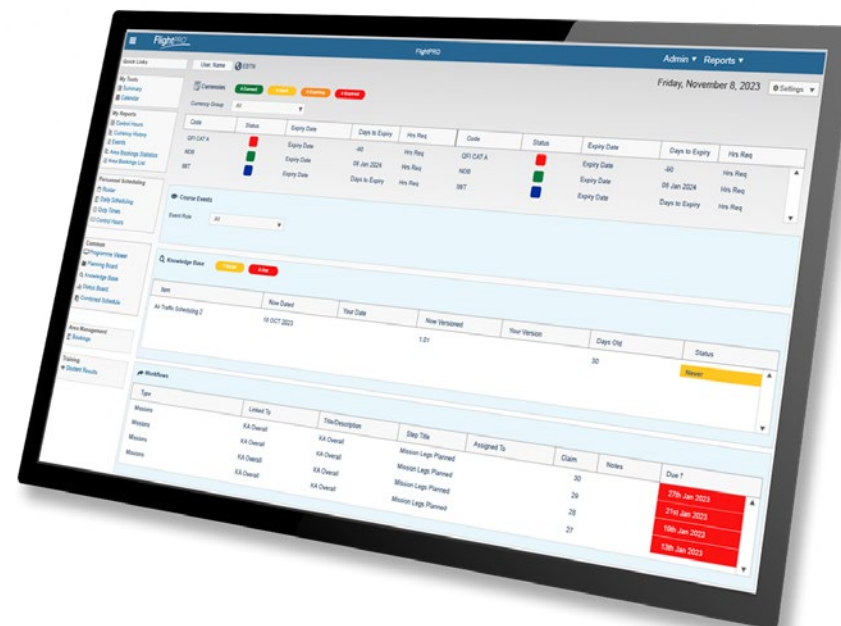 FlightPRO
FlightPRO
Admin ▼ Reports ▼
Quick Links
User, Name
Friday, November 8, 2023
Settings ▼
My Tools
Summary
Calendar
Currencies
Currency Group
All
Code Status Expiry Date Days to Expiry Hrs Req Code Status Expiry Date Days to Expiry Hrs Req
QFI CAT A Expiry Date -90 Hrs Req QFI CAT A Expiry Date -90 Hrs Req
NDB Expiry Date 08 Jan 2024 Hrs Req NDB Expiry Date 08 Jan 2024 Hrs Req
Expiry Date Days to Expiry Hrs Req Expiry Date Days to Expiry Hrs Req
My Reports
Control Hours
Currency History
Events
Area Bookings Statistics
Area Bookings List
Personnel Scheduling
Roster
Daily Scheduling
Duty Times
Control Hours
Common
Programme Viewer
Planning Board
Knowledge Base
Status Board
Combined Schedule
Area Management
Bookings
Training
Student Results
Course Events
Event Role
All
Knowledge Base
Item Now Dated Your Date Now Versioned Your Version Days Old Status
Air Traffic Scheduling 2 10 OCT 2023 1.01 30 Never
Workflows
Type Linked To Title/Description Step Title Assigned To Claim Notes Due ↑
Missions KA Overall KA Overall Mission Legs Planned 30 27th Jan 2023
Missions KA Overall KA Overall Mission Legs Planned 29 21st Jan 2023
Missions KA Overall KA Overall Mission Legs Planned 28 19th Jan 2023
Missions KA Overall KA Overall Mission Legs Planned 27 13th Jan 2023